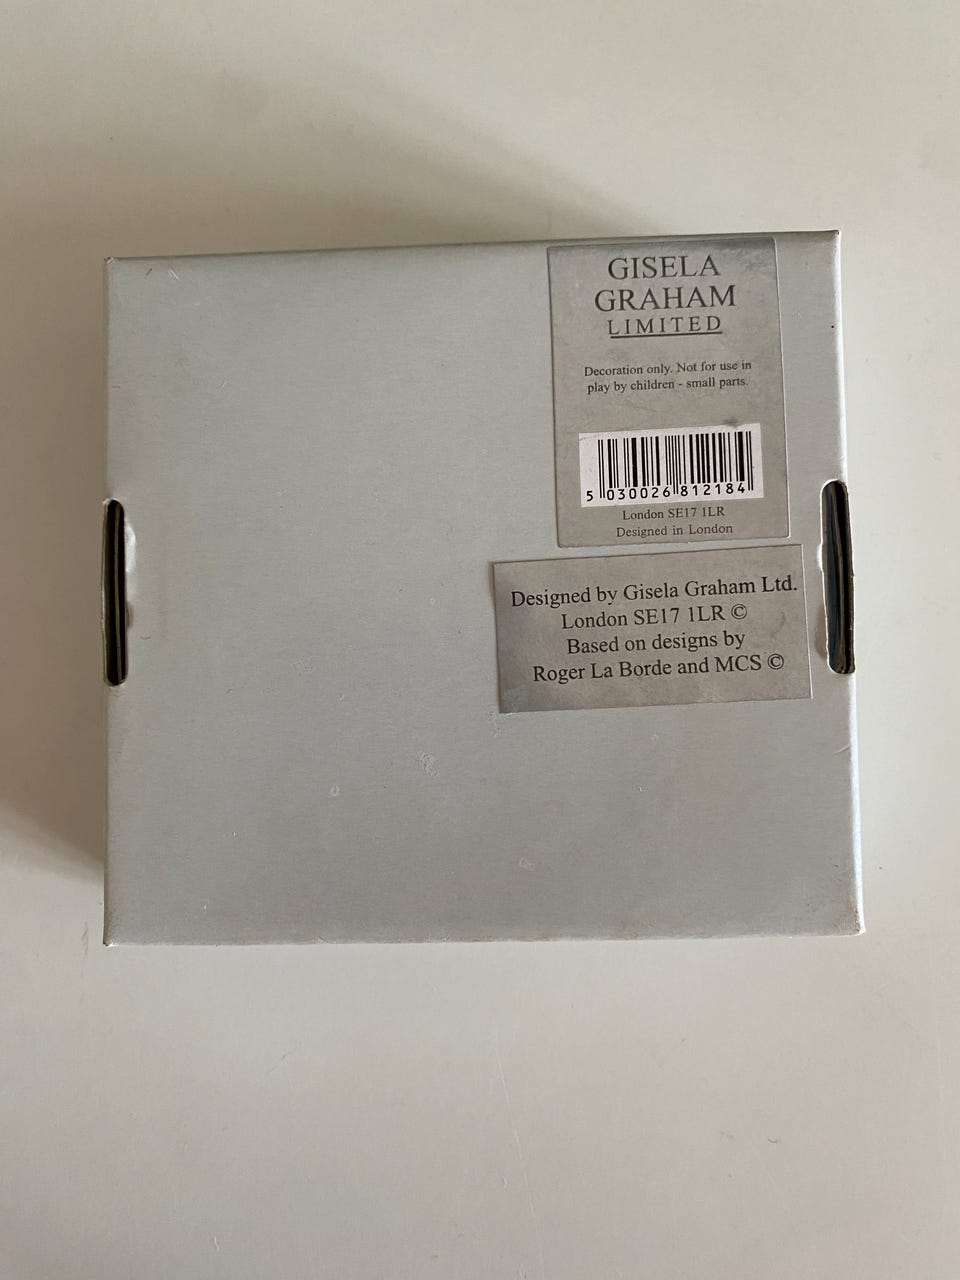 GISELA
GRAHAM
LIMITED
Decoration only. Not for use in
play by children - small parts.
5 030026 812184
London SE17 1LR
Designed in London
Designed by Gisela Graham Ltd.
London SE17 1LR ©
Based on designs by
Roger La Borde and MCS ©